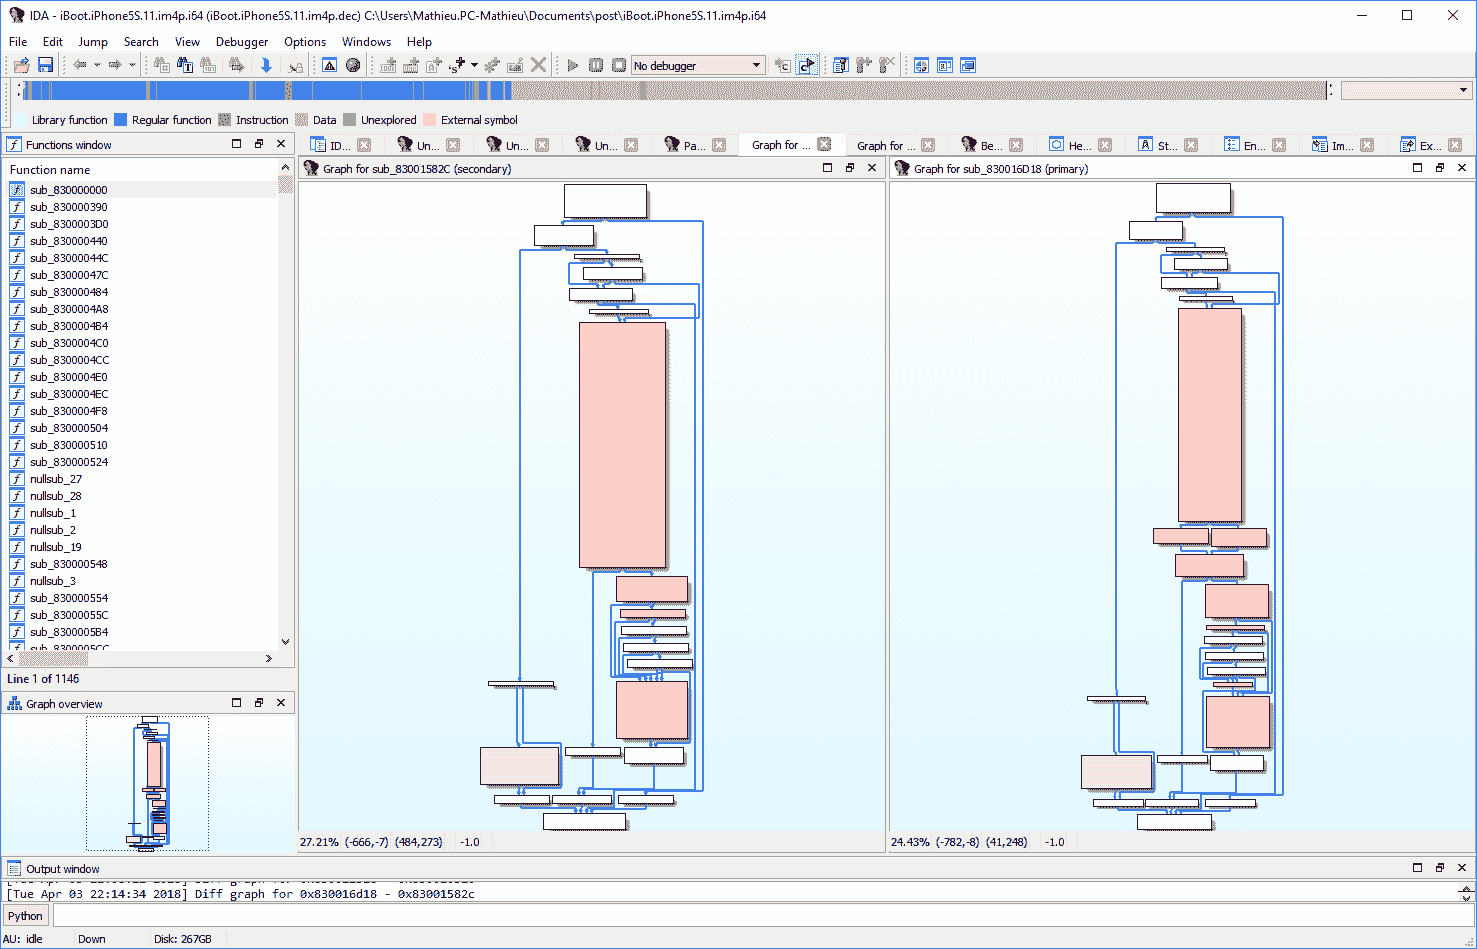 IDA - iBoot.iPhone5S.11.im4p.i64 (iBoot.iPhone5S.11.im4p.dec) C:\Users\Mathieu.PC-Mathieu\Documents\post\iBoot.iPhone5S.11.im4p.i64
File Edit Jump Search View Debugger Options Windows Help
No debugger
Library function Regular function Instruction Data Unexplored External symbol
Functions window
ID... Un... Un... Un... Pa... Graph for ... Graph for ... Be... He... St... En... Im... Ex...
Function name
Graph for sub_83001582C (secondary)
Graph for sub_830016D18 (primary)
sub_830000000
sub_830000390
sub_8300003D0
sub_830000440
sub_83000044C
sub_83000047C
sub_830000484
sub_8300004A8
sub_8300004B4
sub_8300004C0
sub_8300004CC
sub_8300004E0
sub_8300004EC
sub_8300004F8
sub_830000504
sub_830000510
sub_830000524
nullsub_27
nullsub_28
nullsub_1
nullsub_2
nullsub_19
sub_830000548
nullsub_3
sub_830000554
sub_83000055C
sub_8300005B4
sub_8300005CC
Line 1 of 1146
Graph overview
27.21% (-666,-7) (484,273) -1.0
24.43% (-782,-8) (41,248) -1.0
Output window
[Tue Apr 03 22:14:34 2018] Diff graph for 0x830016d18 - 0x83001582c
Python
AU: idle Down Disk: 267GB